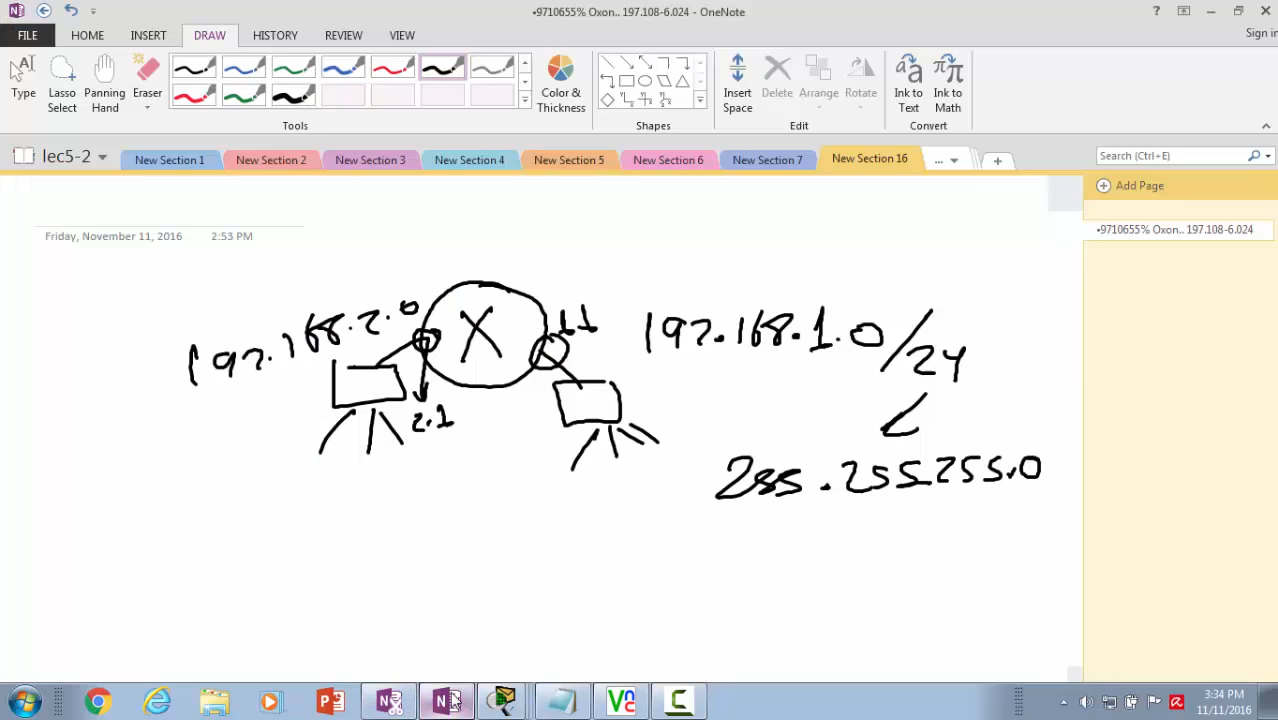 •9710655% Oxon.. 197.108-6.024 - OneNote
Sign in
FILE HOME INSERT DRAW HISTORY REVIEW VIEW
Type
Lasso Select
Panning Hand
Eraser
Color & Thickness
Insert Space
Delete
Arrange
Rotate
Ink to Text
Ink to Math
Tools
Shapes
Edit
Convert
lec5-2
New Section 1
New Section 2
New Section 3
New Section 4
New Section 5
New Section 6
New Section 7
New Section 16
...
Search (Ctrl+E)
Add Page
•9710655% Oxon.. 197.108-6.024
Friday, November 11, 2016 2:53 PM
192.168.2.0
X
1.1
192.168.1.0/24
2.1
255.255.255.0
3:34 PM
11/11/2016